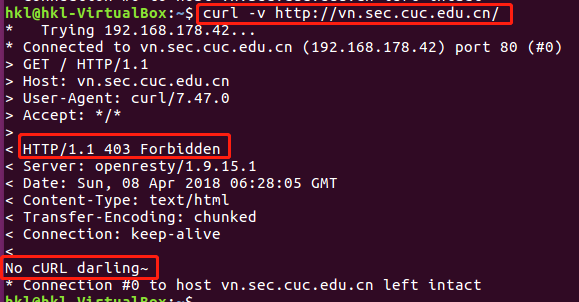 hkl@hkl-VirtualBox:~$ curl -v http://vn.sec.cuc.edu.cn/
*   Trying 192.168.178.42...
* Connected to vn.sec.cuc.edu.cn (192.168.178.42) port 80 (#0)
> GET / HTTP/1.1
> Host: vn.sec.cuc.edu.cn
> User-Agent: curl/7.47.0
> Accept: */*
>
< HTTP/1.1 403 Forbidden
< Server: openresty/1.9.15.1
< Date: Sun, 08 Apr 2018 06:28:05 GMT
< Content-Type: text/html
< Transfer-Encoding: chunked
< Connection: keep-alive
<
No cURL darling~
* Connection #0 to host vn.sec.cuc.edu.cn left intact
hkl@hkl-VirtualBox:~$